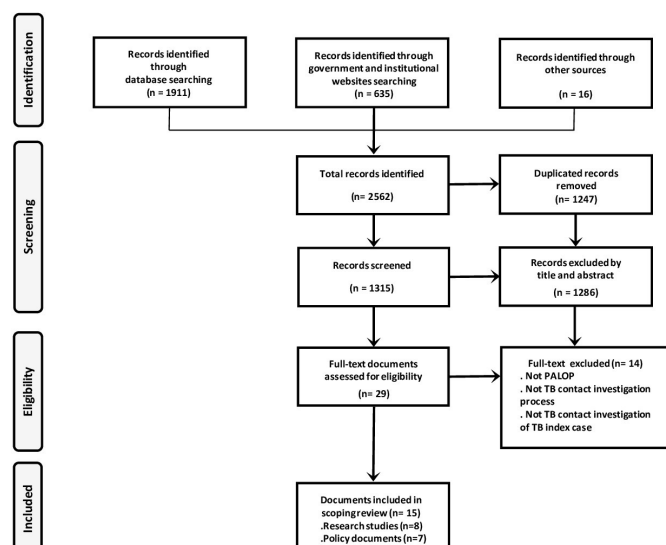 Identification
Records identified
through
database searching
(n = 1911)
Records identified through
government and institutional
websites searching
(n = 635)
Records identified through
other sources
(n = 16)
Screening
Total records identified
(n= 2562)
Duplicated records
removed
(n= 1247)
Records screened
(n = 1315)
Records excluded by
title and abstract
(n = 1286)
Eligibility
Full-text documents
assessed for eligibility
(n = 29)
Full-text excluded (n= 14)
. Not PALOP
. Not TB contact investigation
process
. Not TB contact investigation
of TB index case
Included
Documents included in
scoping review (n= 15)
.Research studies (n=8)
.Policy documents (n=7)